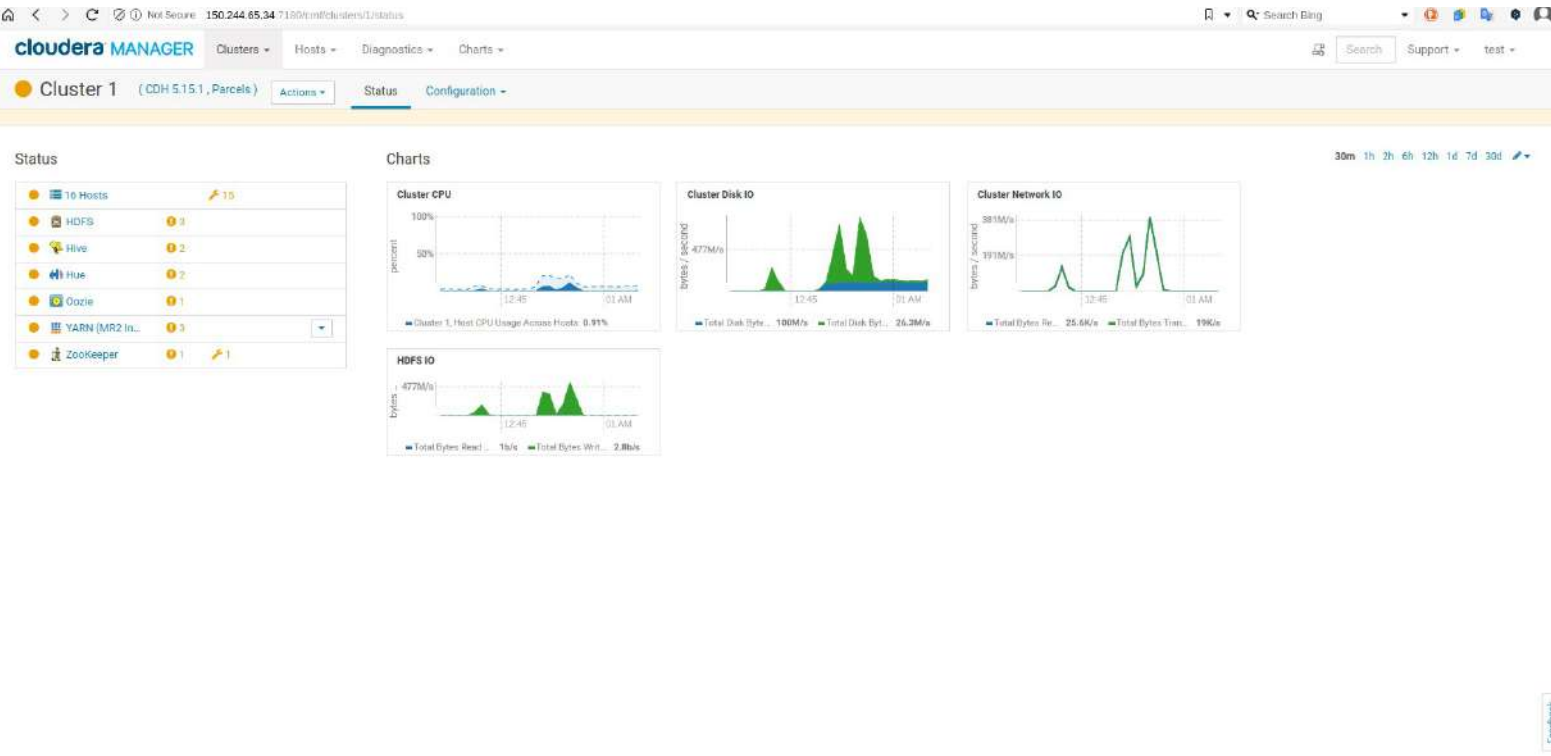 Not Secure 150.244.65.34:7180/cmf/clusters/1/status Search Bing
cloudera MANAGER Clusters Hosts Diagnostics Charts Search Support test
Cluster 1 (CDH 5.15.1, Parcels) Actions Status Configuration
Status
16 Hosts 15
HDFS 3
Hive 2
Hue 2
Oozie 1
YARN (MR2 In... 3
ZooKeeper 1 1
Charts
30m 1h 2h 6h 12h 1d 7d 30d
Cluster CPU
percent
100%
50%
12:45 01 AM
Cluster 1, Host CPU Usage Across Hosts 0.91%
Cluster Disk IO
bytes / second
477M/s
12:45 01 AM
Total Disk Byte... 100M/s Total Disk Byt... 26.3M/s
Cluster Network IO
bytes / second
381M/s
191M/s
12:45 01 AM
Total Bytes Re... 25.6K/s Total Bytes Tran... 19K/s
HDFS IO
bytes
477M/s
12:45 01 AM
Total Bytes Read ... 1b/s Total Bytes Writ... 2.8b/s
Feedback